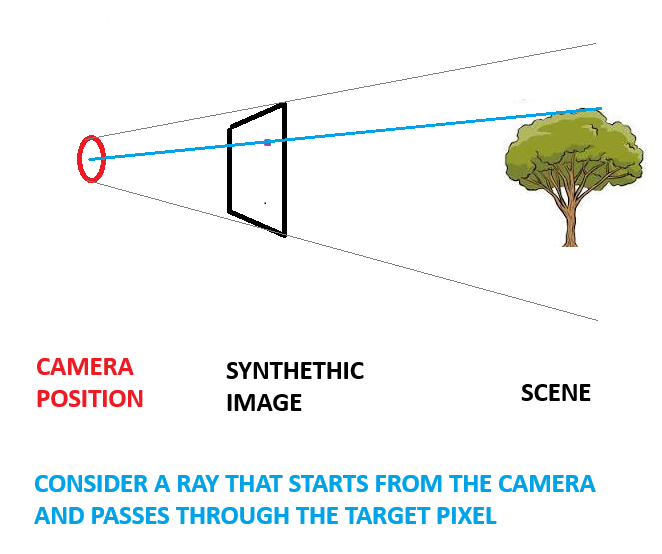 CAMERA
POSITION
SYNTHETHIC
IMAGE
SCENE
CONSIDER A RAY THAT STARTS FROM THE CAMERA
AND PASSES THROUGH THE TARGET PIXEL